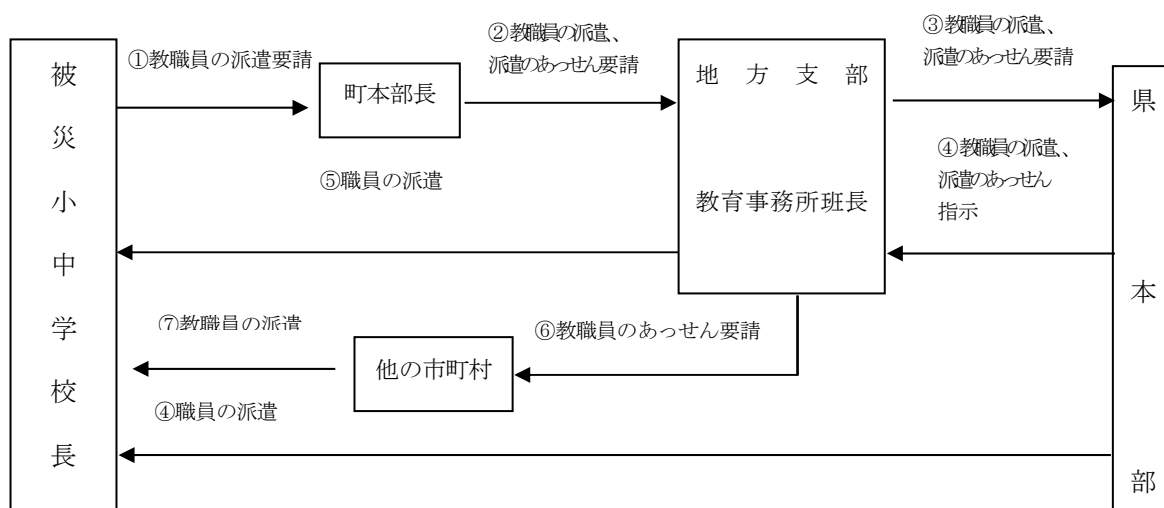 被災小中学校長
①教職員の派遣要請
町本部長
②教職員の派遣、
派遣のあっせん要請
地方支部
教育事務所班長
③教職員の派遣、
派遣のあっせん要請
県本部
④教職員の派遣、
派遣のあっせん
指示
⑤職員の派遣
⑥教職員のあっせん要請
⑦教職員の派遣
他の市町村
④職員の派遣